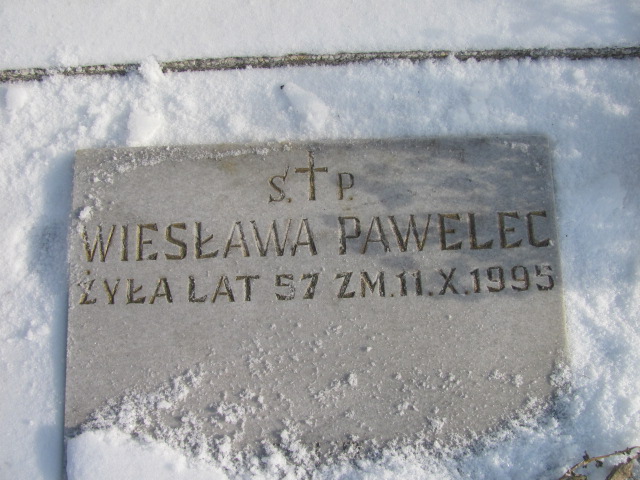 Ś.†P.
WIESŁAWA PAWELEC
ŻYŁA LAT 57 ZM.11.X.1995